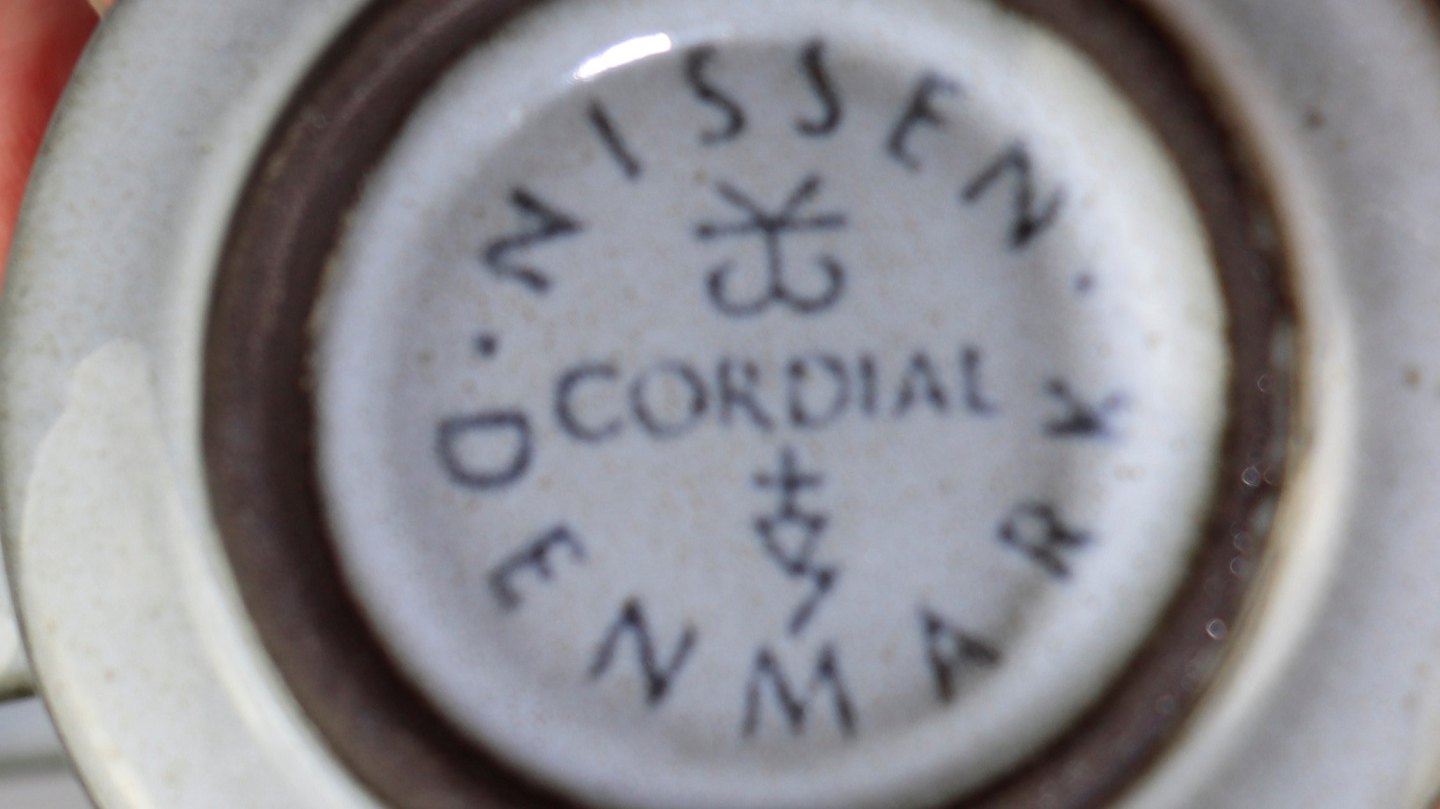 · NISSEN ·
CORDIAL
DENMARK